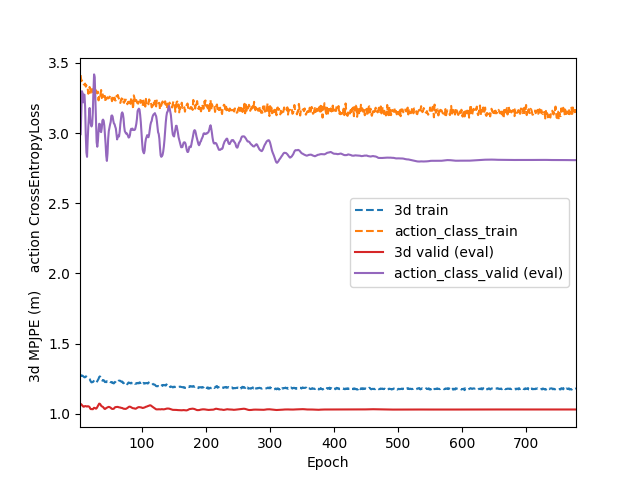 3.5
3.0
2.5
2.0
1.5
1.0
3d MPJPE (m)    action CrossEntropyLoss
3d train
action_class_train
3d valid (eval)
action_class_valid (eval)
100 200 300 400 500 600 700
Epoch